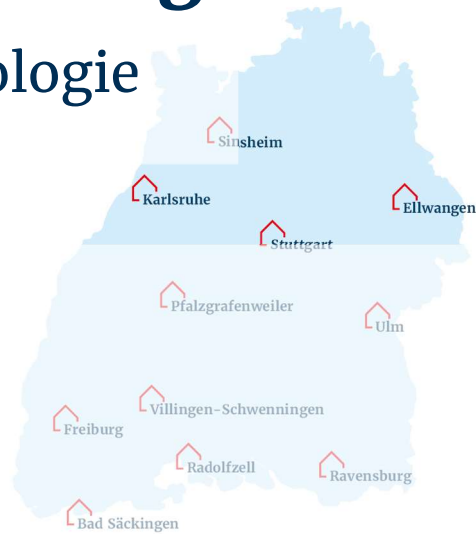 ologie
Sinsheim
Karlsruhe
Ellwangen
Stuttgart
Pfalzgrafenweiler
Ulm
Villingen-Schwenningen
Freiburg
Radolfzell
Ravensburg
Bad Säckingen